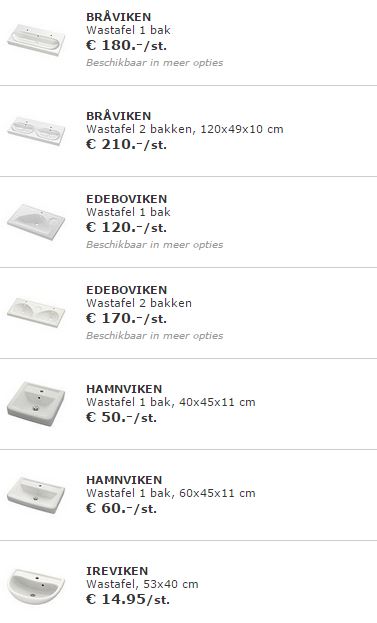 BRÅVIKEN
Wastafel 1 bak
€ 180.-/st.
Beschikbaar in meer opties
BRÅVIKEN
Wastafel 2 bakken, 120x49x10 cm
€ 210.-/st.
EDEBOVIKEN
Wastafel 1 bak
€ 120.-/st.
Beschikbaar in meer opties
EDEBOVIKEN
Wastafel 2 bakken
€ 170.-/st.
Beschikbaar in meer opties
HAMNVIKEN
Wastafel 1 bak, 40x45x11 cm
€ 50.-/st.
HAMNVIKEN
Wastafel 1 bak, 60x45x11 cm
€ 60.-/st.
IREVIKEN
Wastafel, 53x40 cm
€ 14.95/st.